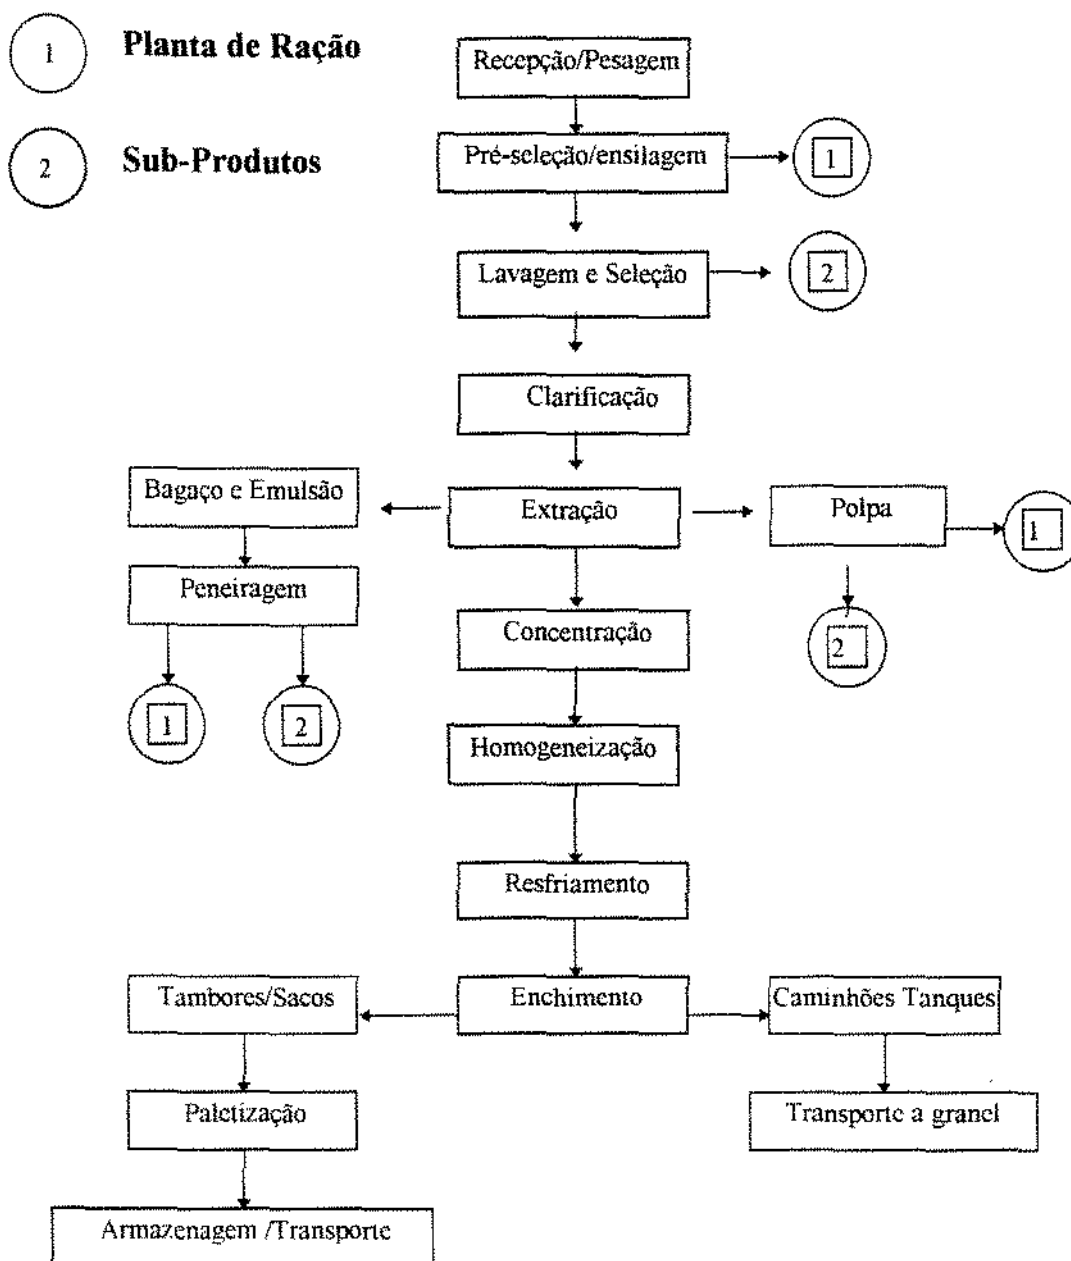 1 Planta de Ração
2 Sub-Produtos
Recepção/Pesagem
Pré-seleção/ensilagem
1
Lavagem e Seleção
2
Clarificação
Bagaço e Emulsão
Extração
Polpa
1
Peneiragem
Concentração
2
1
2
Homogeneização
Resfriamento
Tambores/Sacos
Enchimento
Caminhões Tanques
Paletização
Transporte a granel
Armazenagem /Transporte